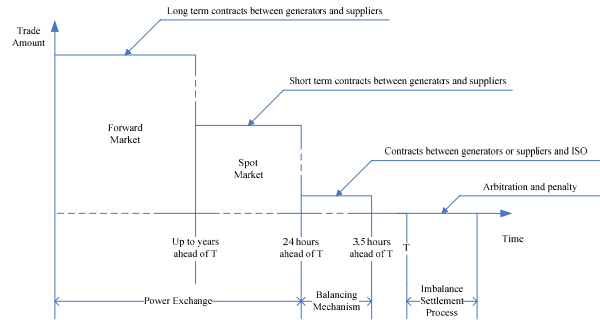 Long term contracts between generators and suppliers
Trade
Amount
Short term contracts between generators and suppliers
Forward
Market
Contracts between generators or suppliers and ISO
Spot
Market
Arbitration and penalty
Up to years
ahead of T
24 hours
ahead of T
3.5 hours
ahead of T
T
Time
Power Exchange
Balancing
Mechanism
Imbalance
Settlement
Process